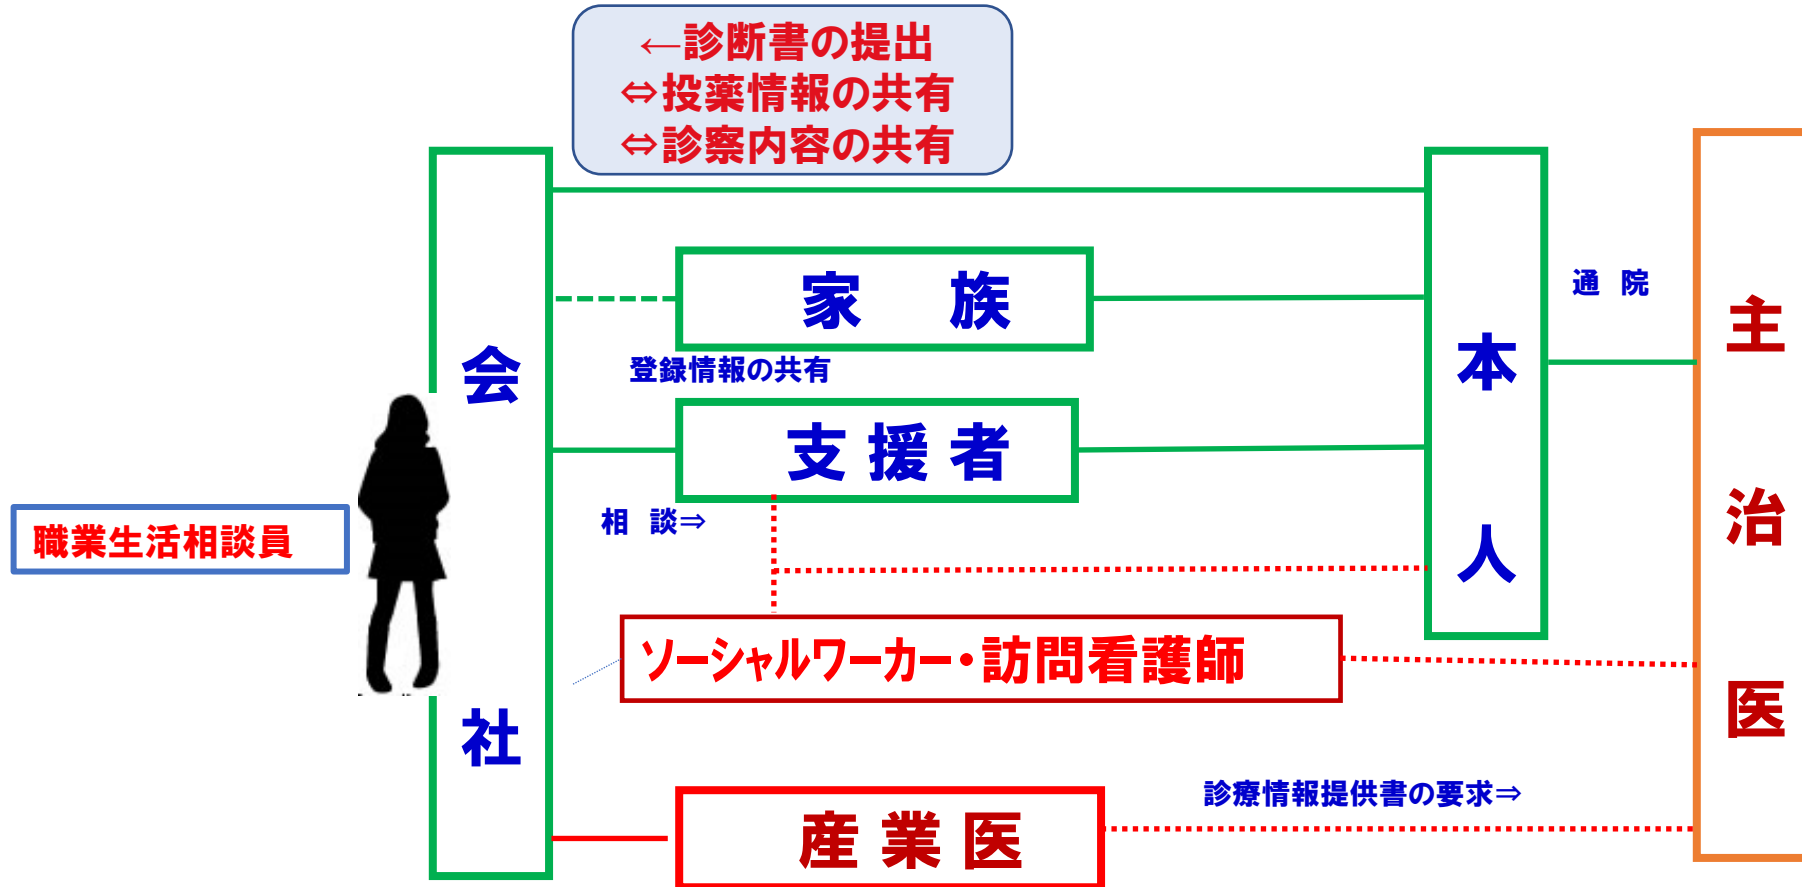 ←診断書の提出
⇔投薬情報の共有
⇔診察内容の共有
会社
家族
本人
通院
主治医
登録情報の共有
支援者
相談⇒
職業生活相談員
ソーシャルワーカー・訪問看護師
診療情報提供書の要求⇒
産業医